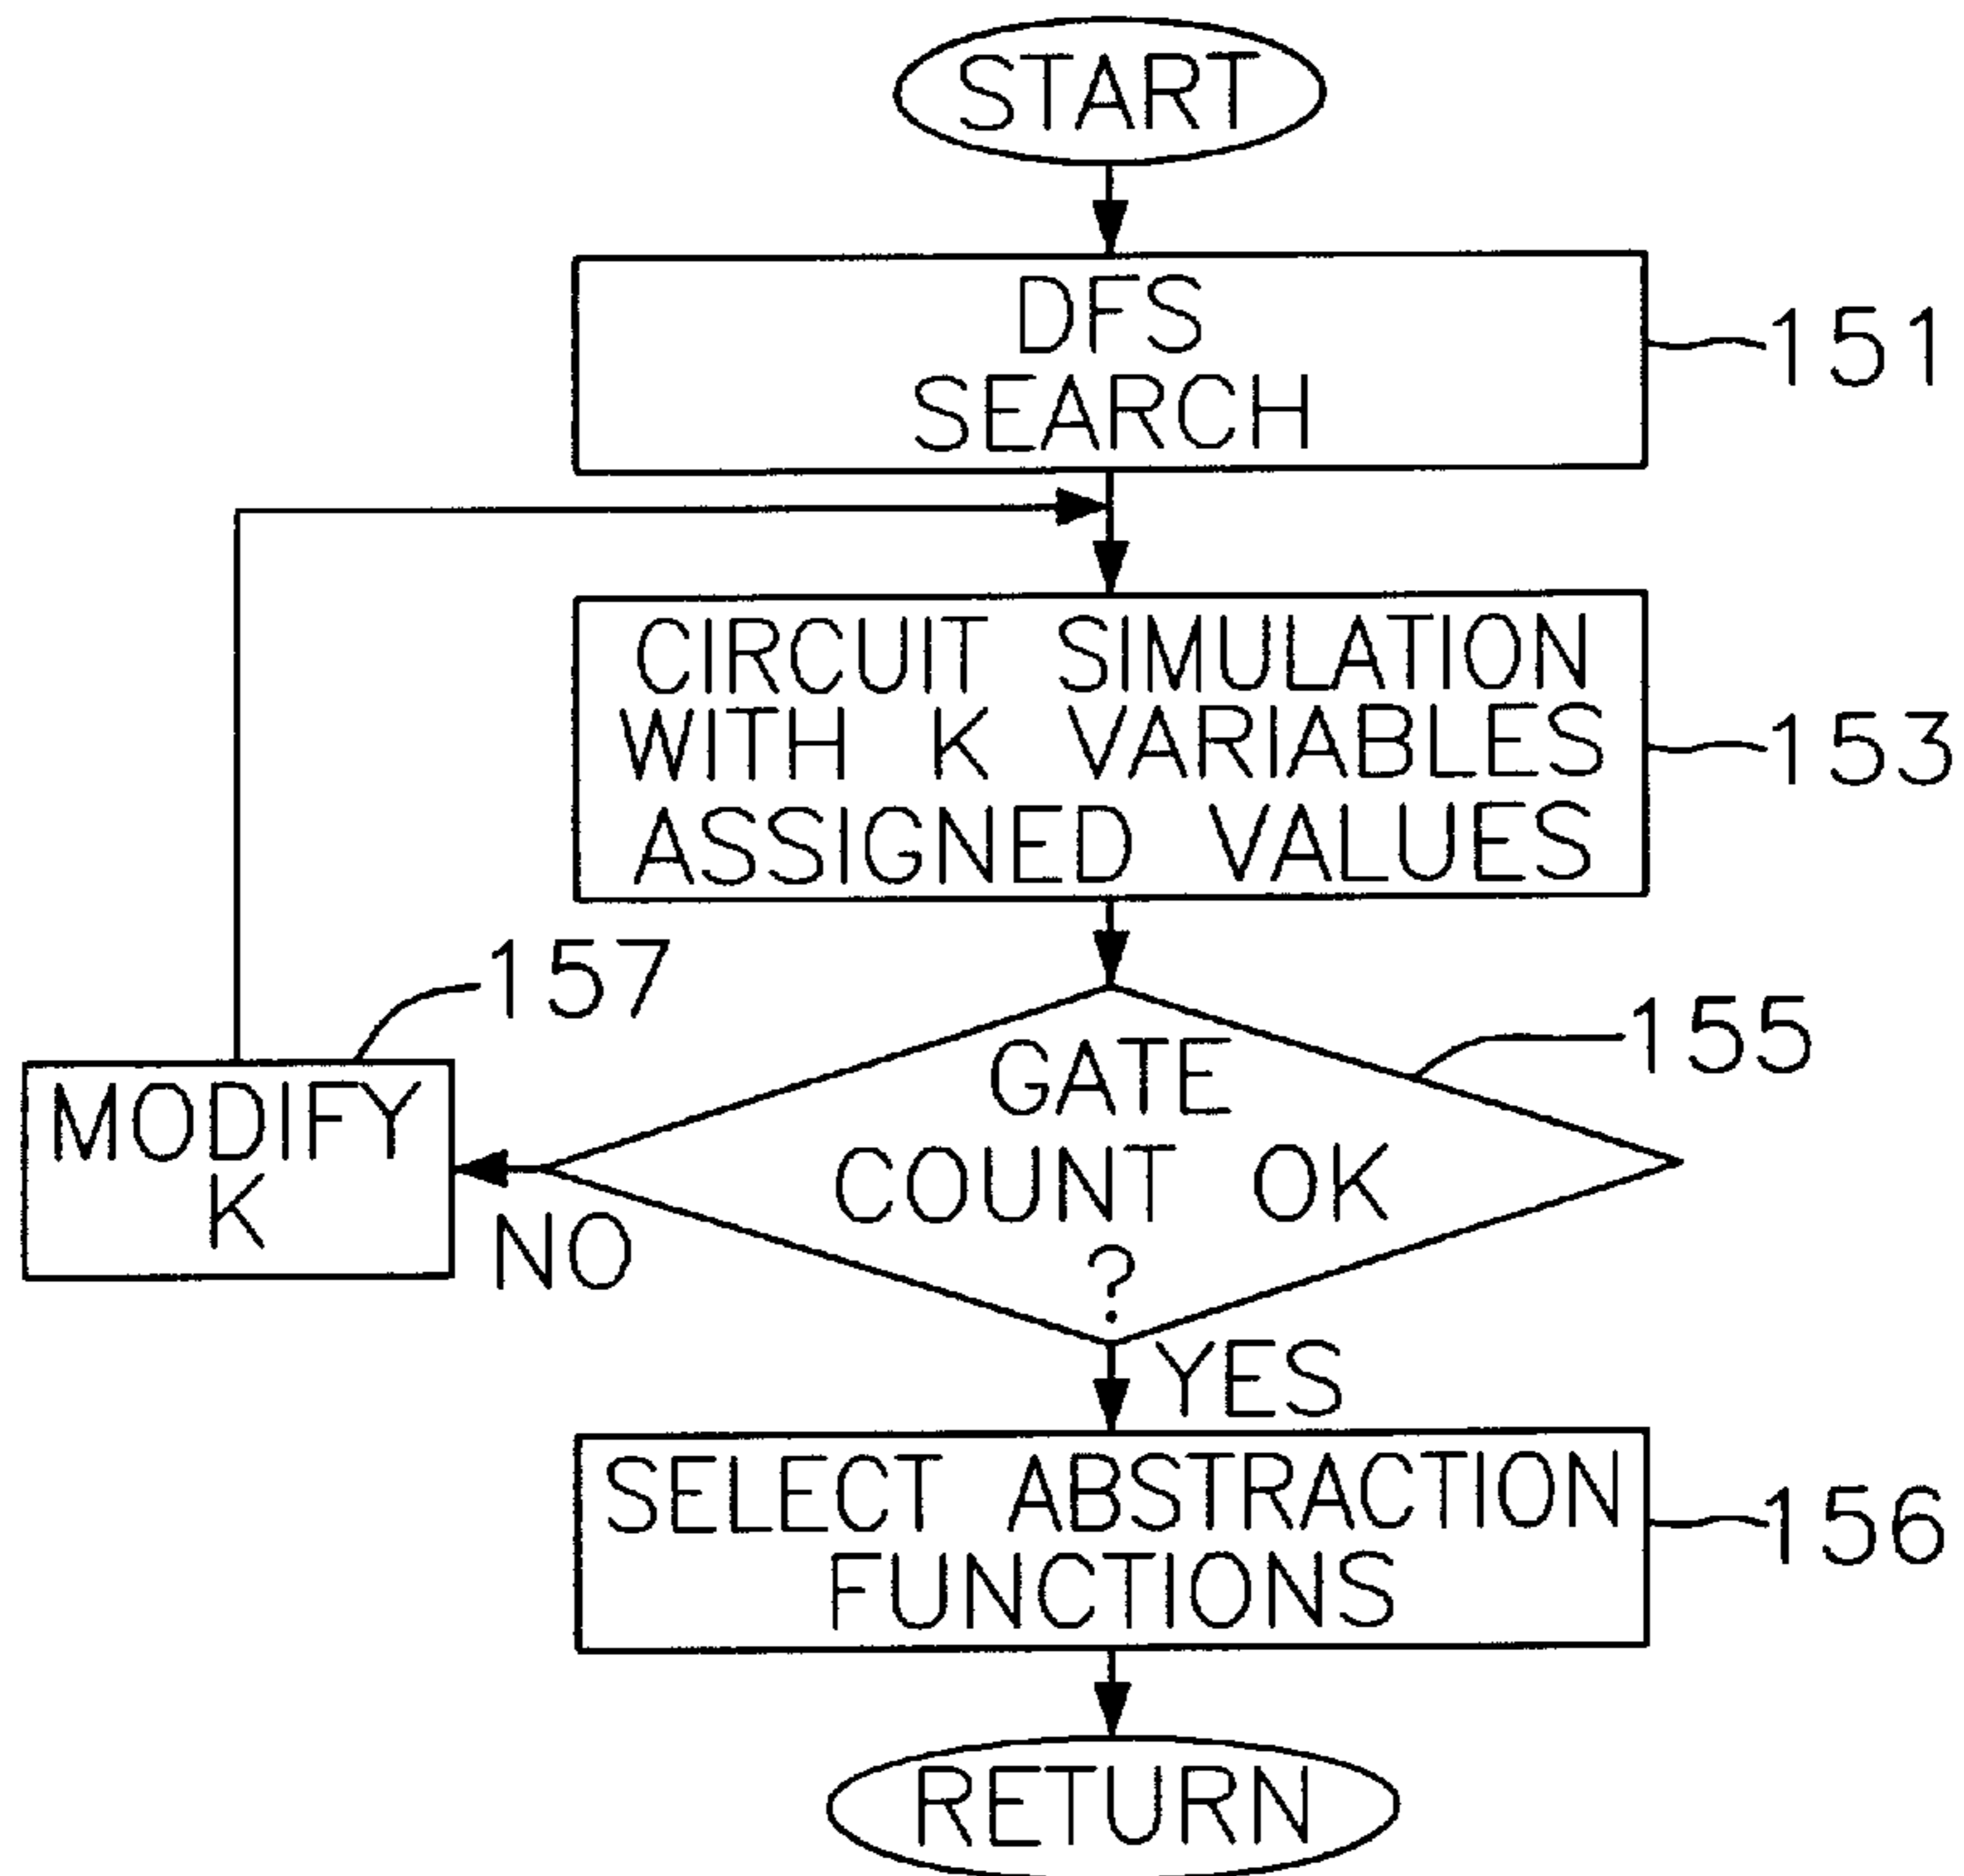 START
DFS
SEARCH
151
CIRCUIT SIMULATION
WITH K VARIABLES
ASSIGNED VALUES
153
157
155
GATE
COUNT OK
?
MODIFY
K
NO
YES
SELECT ABSTRACTION
FUNCTIONS
156
RETURN